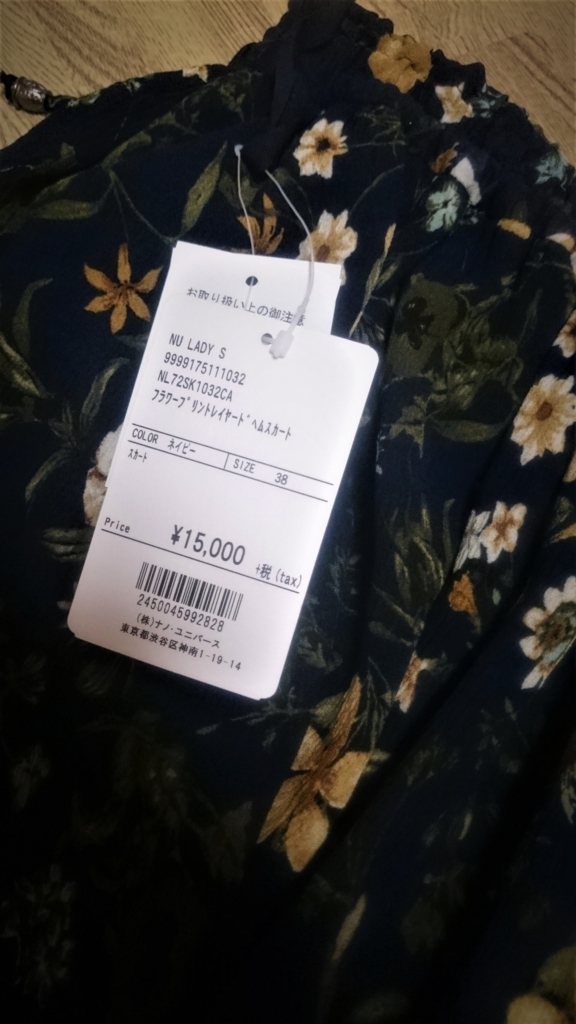 お取り扱い上の御注意
NU LADY S
9999175111032
NL72SK1032CA
フラワープリントレイヤードヘムスカート
COLOR ネイビー SIZE 38
スカート
Price ¥15,000 +税(tax)
2450045992828
(株)ナノ・ユニバース
東京都渋谷区神南1-19-14